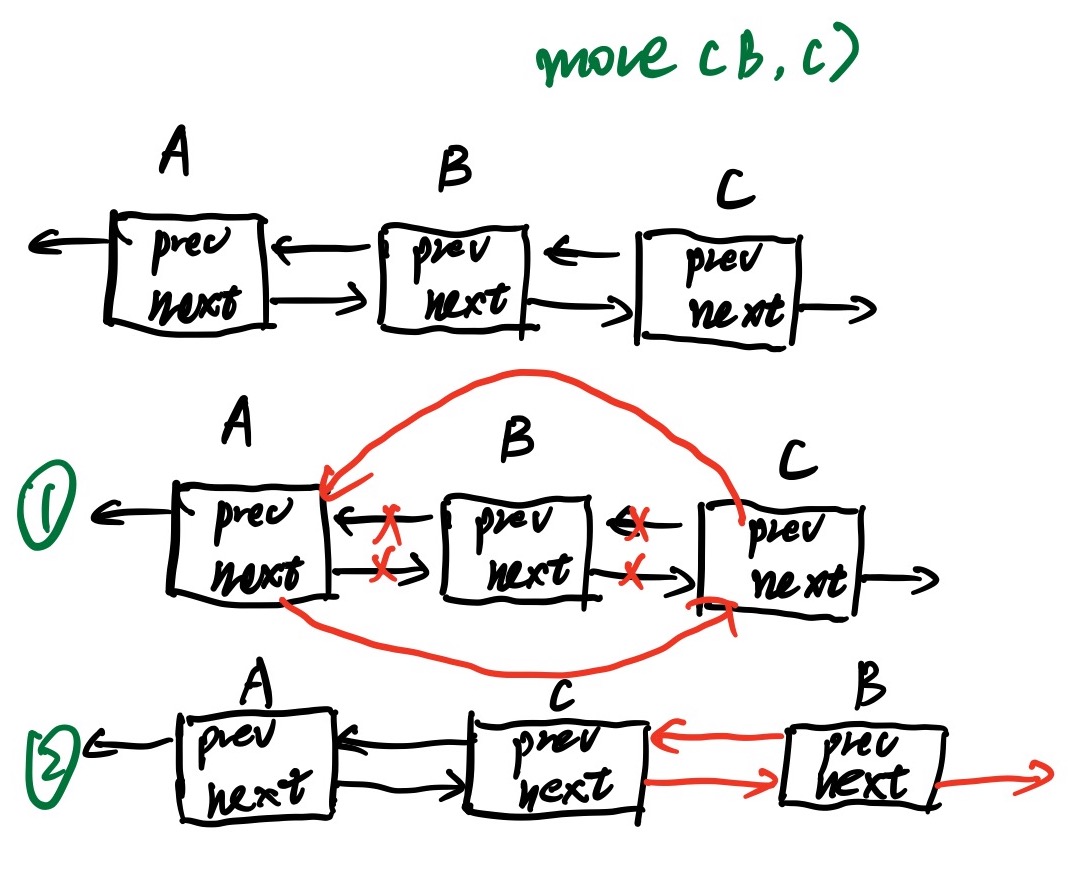 move (B, C)
A B C
prev prev prev
next next next
A B C
① prev prev prev
next next next
A C B
② prev prev prev
next next next